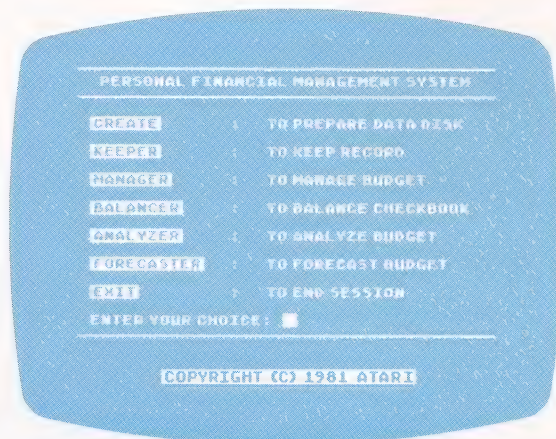 PERSONAL FINANCIAL MANAGEMENT SYSTEM
CREATE : TO PREPARE DATA DISK
KEEPER : TO KEEP RECORD
MANAGER : TO MANAGE BUDGET
BALANCER : TO BALANCE CHECKBOOK
ANALYZER : TO ANALYZE BUDGET
FORECASTER : TO FORECAST BUDGET
EXIT : TO END SESSION
ENTER YOUR CHOICE:
COPYRIGHT (C) 1981 ATARI